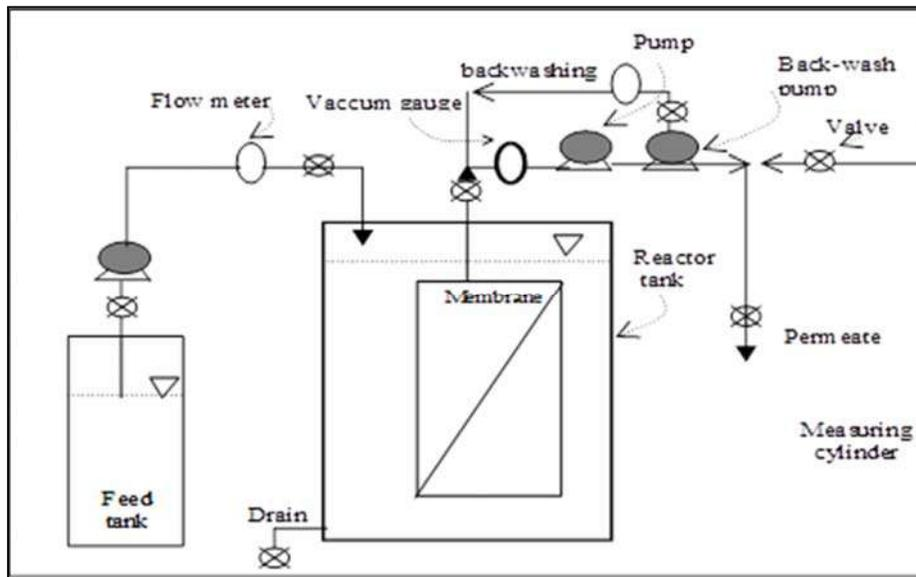 Pump
backwashing
Back-wash
pump
Flow meter
Vaccum gauge
Valve
Reactor
tank
Membrane
Permeate
Measuring
cylinder
Feed
tank
Drain